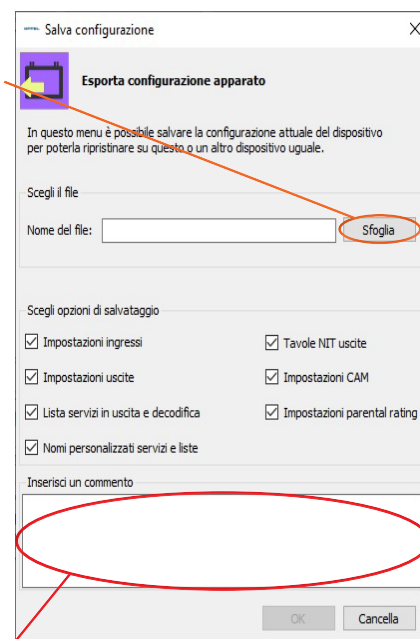 Salva configurazione
Esporta configurazione apparato
In questo menu è possibile salvare la configurazione attuale del dispositivo
per poterla ripristinare su questo o un altro dispositivo uguale.
Scegli il file
Nome del file:
Sfoglia
Scegli opzioni di salvataggio
Impostazioni ingressi
Tavole NIT uscite
Impostazioni uscite
Impostazioni CAM
Lista servizi in uscita e decodifica
Impostazioni parental rating
Nomi personalizzati servizi e liste
Inserisci un commento
OK
Cancella